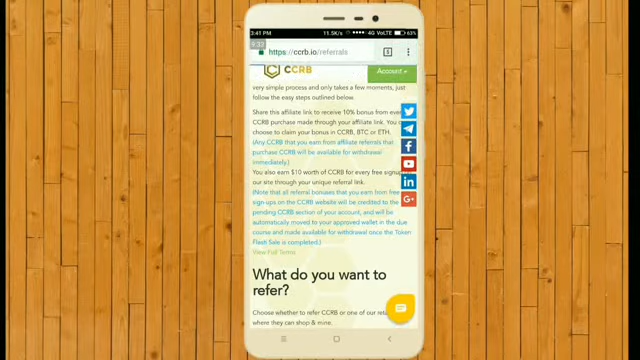 3:41 PM 11.5K/s 4G VoLTE 63%
9:33
https://ccrb.io/referrals
CCRB
Account
very simple process and only takes a few moments, just
follow the easy steps outlined below.
Share this affiliate link to receive 10% bonus from every
CCRB purchase made through your affiliate link. You
choose to claim your bonus in CCRB, BTC or ETH.
(Any CCRB that you earn from affiliate referrals that
purchase CCRB will be available for withdrawal
immediately.)
You also earn $10 worth of CCRB for every free signup
our site through your unique referral link.
(Note that all referral bonuses that you earn from free
sign-ups on the CCRB website will be credited to the
pending CCRB section of your account, and will be
automatically moved to your approved wallet in the due
course and made available for withdrawal once the Token
Flash Sale is completed.)
View Full Terms
What do you want to
refer?
Choose whether to refer CCRB or one of our
where they can shop & mine.